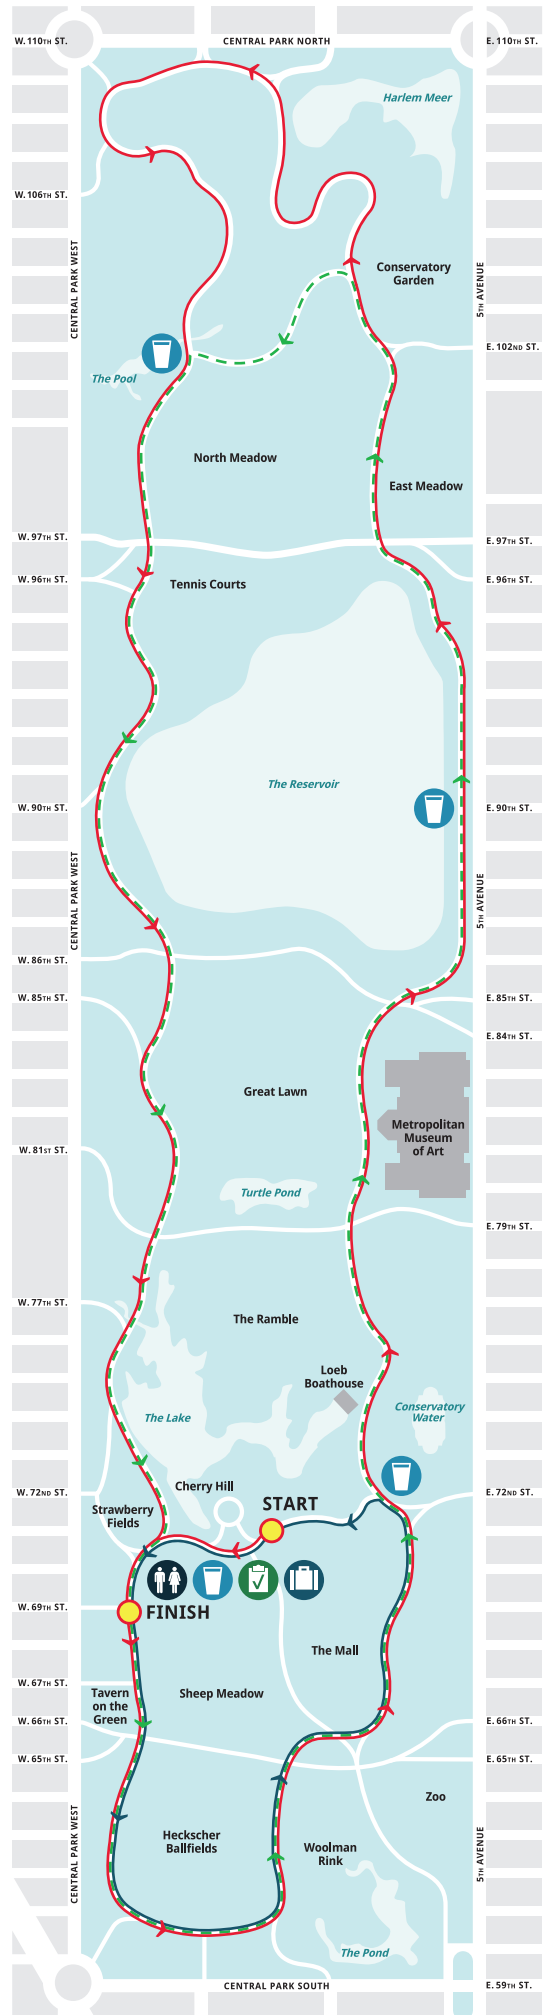 W. 110TH ST.
CENTRAL PARK NORTH
E. 110TH ST.
Harlem Meer
W. 106TH ST.
CENTRAL PARK WEST
5TH AVENUE
Conservatory
Garden
E. 102ND ST.
The Pool
North Meadow
East Meadow
W. 97TH ST.
E. 97TH ST.
W. 96TH ST.
E. 96TH ST.
Tennis Courts
The Reservoir
W. 90TH ST.
E. 90TH ST.
CENTRAL PARK WEST
5TH AVENUE
W. 86TH ST.
W. 85TH ST.
E. 85TH ST.
E. 84TH ST.
Great Lawn
Metropolitan
Museum
of Art
W. 81ST ST.
Turtle Pond
E. 79TH ST.
W. 77TH ST.
The Ramble
Loeb
Boathouse
The Lake
Conservatory
Water
W. 72ND ST.
Cherry Hill
E. 72ND ST.
Strawberry
Fields
START
W. 69TH ST.
FINISH
The Mall
W. 67TH ST.
Tavern
on the
Green
Sheep Meadow
W. 66TH ST.
E. 66TH ST.
W. 65TH ST.
E. 65TH ST.
Zoo
CENTRAL PARK WEST
Heckscher
Ballfields
Woolman
Rink
5TH AVENUE
The Pond
CENTRAL PARK SOUTH
E. 59TH ST.